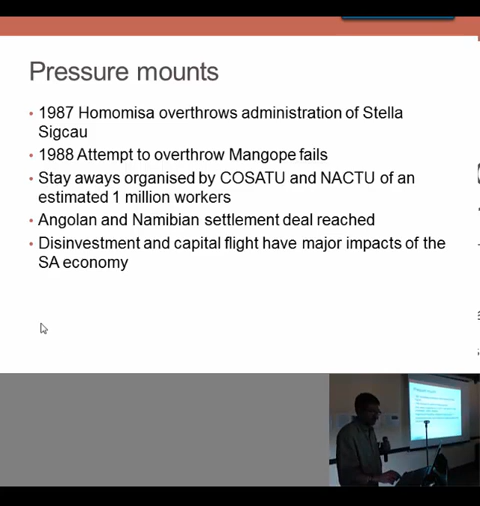 Pressure mounts
• 1987 Homomisa overthrows administration of Stella
Sigcau
• 1988 Attempt to overthrow Mangope fails
• Stay aways organised by COSATU and NACTU of an
estimated 1 million workers
• Angolan and Namibian settlement deal reached
• Disinvestment and capital flight have major impacts of the
SA economy
Pressure mounts